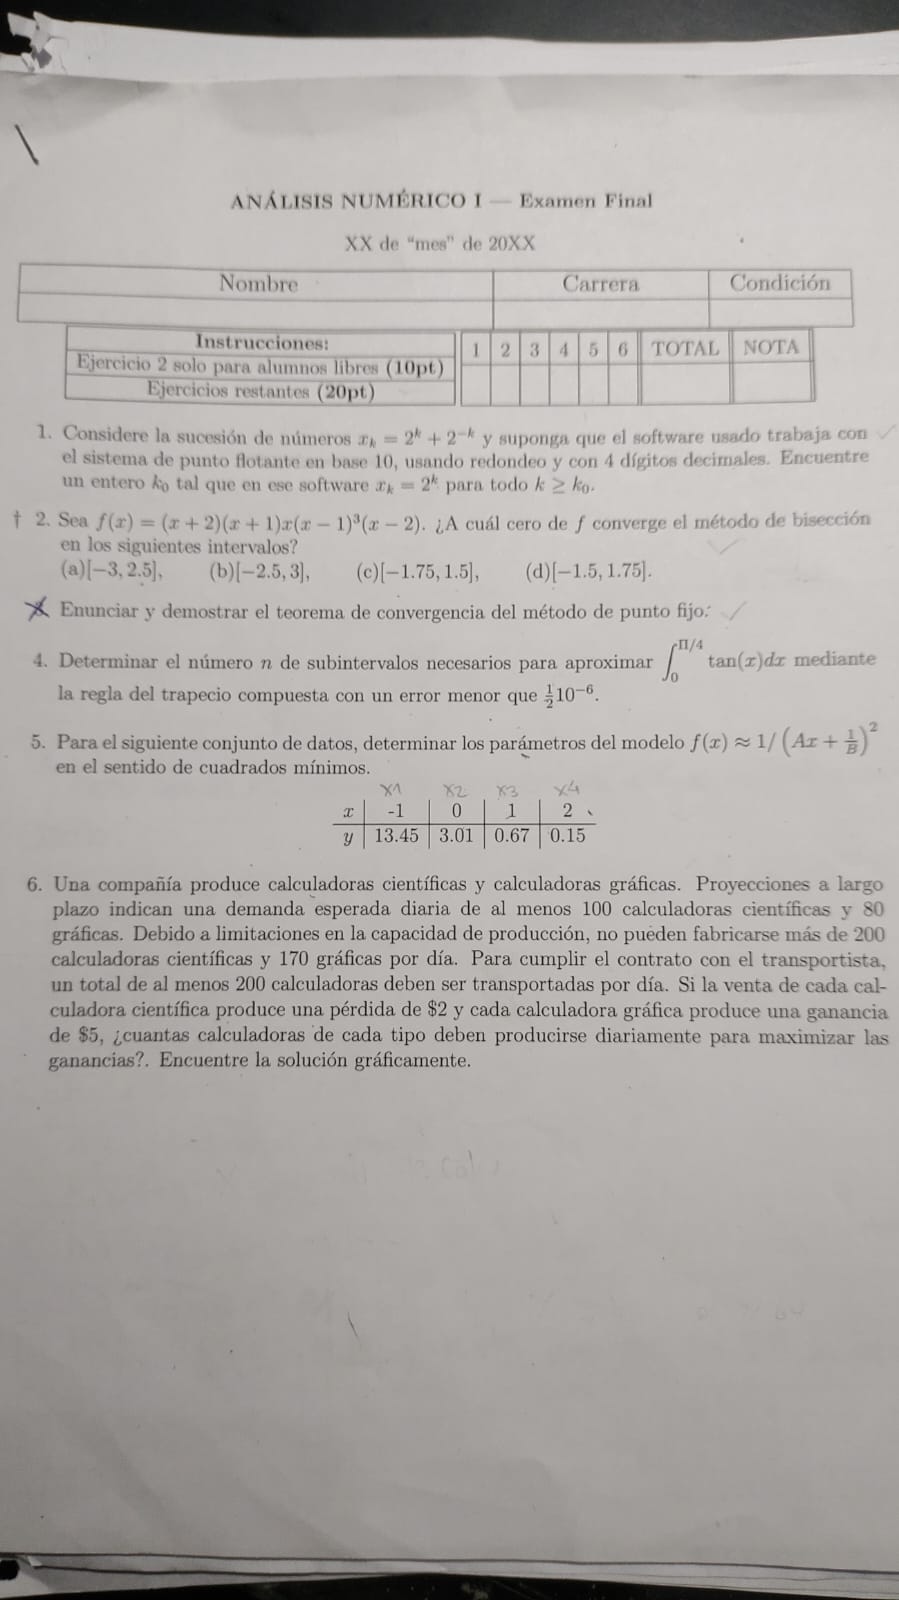 ANÁLISIS NUMÉRICO I — Examen Final
XX de “mes” de 20XX
Nombre Carrera Condición
Instrucciones: 1 2 3 4 5 6 TOTAL NOTA
Ejercicio 2 solo para alumnos libres (10pt)
Ejercicios restantes (20pt)
1. Considere la sucesión de números x_k = 2^k + 2^{-k} y suponga que el software usado trabaja con
el sistema de punto flotante en base 10, usando redondeo y con 4 dígitos decimales. Encuentre
un entero k_0 tal que en ese software x_k = 2^k para todo k ≥ k_0.
† 2. Sea f(x) = (x + 2)(x + 1)x(x − 1)^3(x − 2). ¿A cuál cero de f converge el método de bisección
en los siguientes intervalos?
(a)[−3, 2.5], (b)[−2.5, 3], (c)[−1.75, 1.5], (d)[−1.5, 1.75].
Enunciar y demostrar el teorema de convergencia del método de punto fijo.
4. Determinar el número n de subintervalos necesarios para aproximar ∫_0^{Π/4} tan(x)dx mediante
la regla del trapecio compuesta con un error menor que 1/2 10^{-6}.
5. Para el siguiente conjunto de datos, determinar los parámetros del modelo f(x) ≈ 1/ (Ax + 1/B)^2
en el sentido de cuadrados mínimos.
x1 x2 x3 x4
x -1 0 1 2
y 13.45 3.01 0.67 0.15
6. Una compañía produce calculadoras científicas y calculadoras gráficas. Proyecciones a largo
plazo indican una demanda esperada diaria de al menos 100 calculadoras científicas y 80
gráficas. Debido a limitaciones en la capacidad de producción, no pueden fabricarse más de 200
calculadoras científicas y 170 gráficas por día. Para cumplir el contrato con el transportista,
un total de al menos 200 calculadoras deben ser transportadas por día. Si la venta de cada cal-
culadora científica produce una pérdida de $2 y cada calculadora gráfica produce una ganancia
de $5, ¿cuantas calculadoras de cada tipo deben producirse diariamente para maximizar las
ganancias?. Encuentre la solución gráficamente.